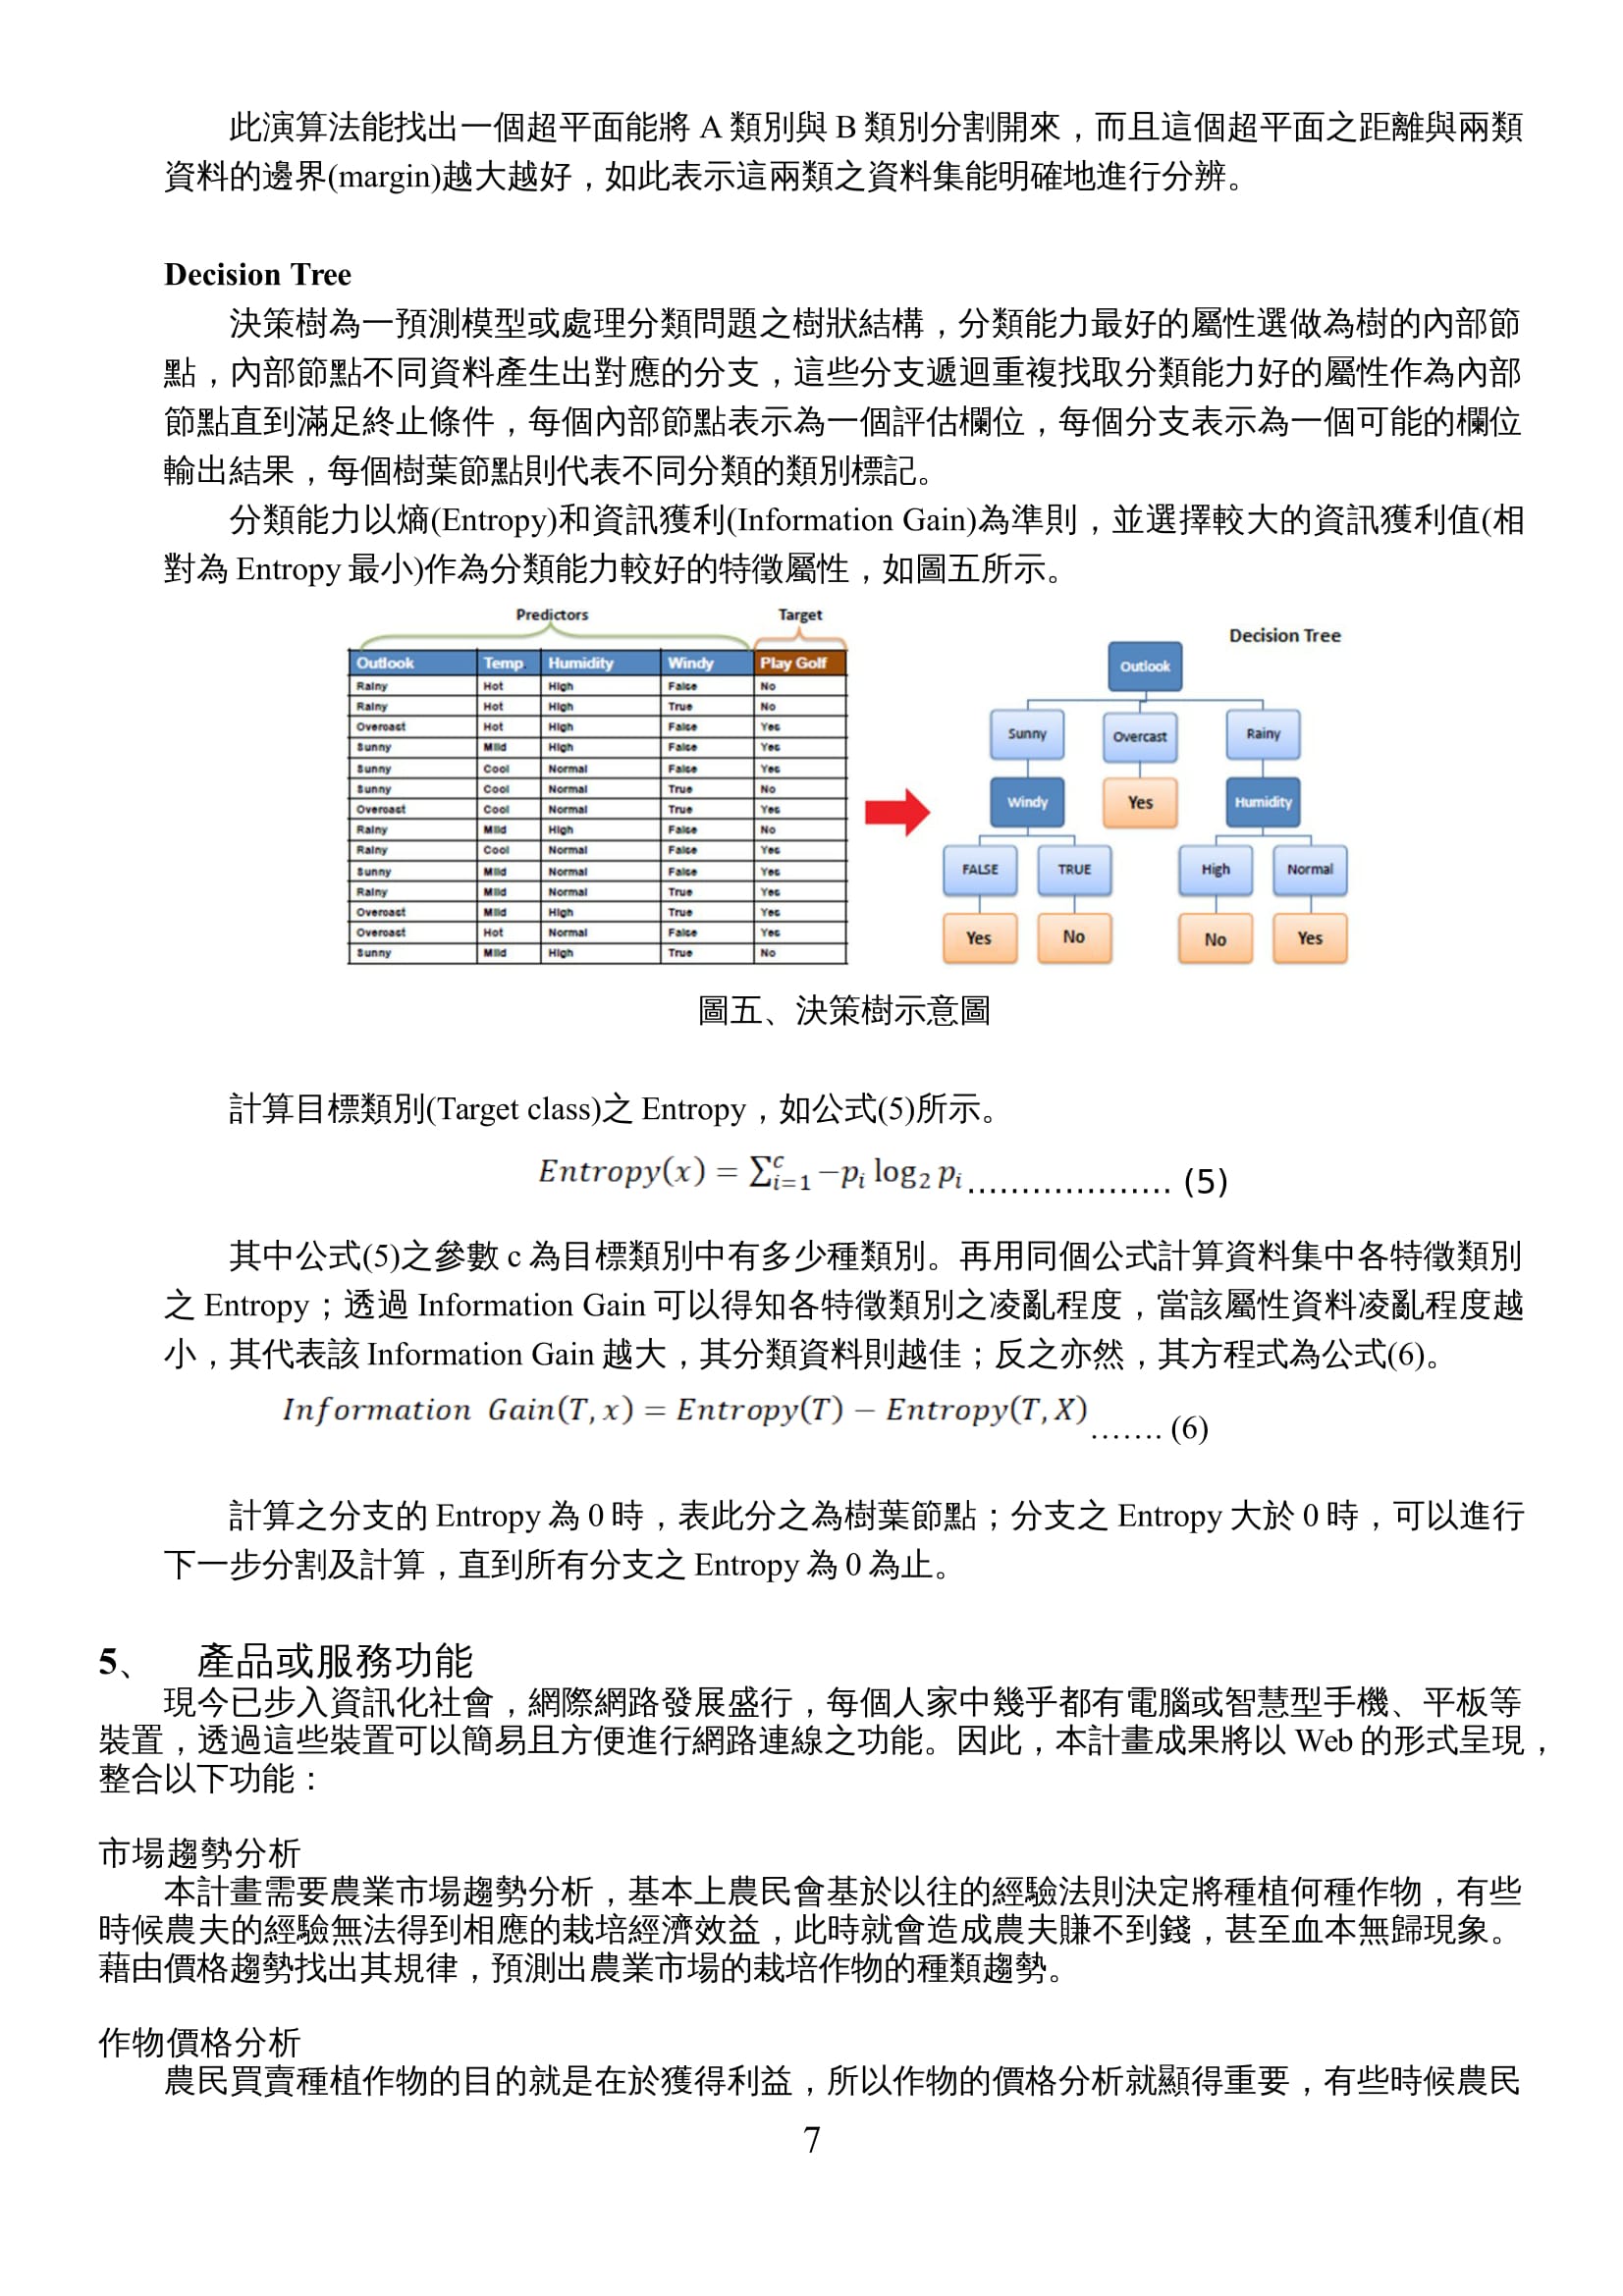 此演算法能找出一個超平面能將 A 類別與 B 類別分割開來，而且這個超平面之距離與兩類
資料的邊界(margin)越大越好，如此表示這兩類之資料集能明確地進行分辨。
Decision Tree
決策樹為一預測模型或處理分類問題之樹狀結構，分類能力最好的屬性選做為樹的內部節
點，內部節點不同資料產生出對應的分支，這些分支遞迴重複找取分類能力好的屬性作為內部
節點直到滿足終止條件，每個內部節點表示為一個評估欄位，每個分支表示為一個可能的欄位
輸出結果，每個樹葉節點則代表不同分類的類別標記。
分類能力以熵(Entropy)和資訊獲利(Information Gain)為準則，並選擇較大的資訊獲利值(相
對為 Entropy 最小)作為分類能力較好的特徵屬性，如圖五所示。
Predictors Target
Outlook Temp Humidity Windy Play Golf
Rainy Hot High False No
Rainy Hot High True No
Overcast Hot High False Yes
Sunny Mild High False Yes
Sunny Cool Normal False Yes
Sunny Cool Normal True No
Overcast Cool Normal True Yes
Rainy Mild High False No
Rainy Cool Normal False Yes
Sunny Mild Normal False Yes
Rainy Mild Normal True Yes
Overcast Mild High True Yes
Overcast Hot Normal False Yes
Sunny Mild High True No
Decision Tree
Outlook
Sunny Overcast Rainy
Windy Yes Humidity
FALSE TRUE High Normal
Yes No No Yes
圖五、決策樹示意圖
計算目標類別(Target class)之 Entropy，如公式(5)所示。
Entropy(x) = ∑ᶜᵢ₌₁ −pᵢ log₂ pᵢ ................... (5)
其中公式(5)之參數 c 為目標類別中有多少種類別。再用同個公式計算資料集中各特徵類別
之 Entropy；透過 Information Gain 可以得知各特徵類別之凌亂程度，當該屬性資料凌亂程度越
小，其代表該 Information Gain 越大，其分類資料則越佳；反之亦然，其方程式為公式(6)。
Information Gain(T, x) = Entropy(T) − Entropy(T, X) ....... (6)
計算之分支的 Entropy 為 0 時，表此分之為樹葉節點；分支之 Entropy 大於 0 時，可以進行
下一步分割及計算，直到所有分支之 Entropy 為 0 為止。
5、 產品或服務功能
現今已步入資訊化社會，網際網路發展盛行，每個人家中幾乎都有電腦或智慧型手機、平板等
裝置，透過這些裝置可以簡易且方便進行網路連線之功能。因此，本計畫成果將以 Web 的形式呈現，
整合以下功能：
市場趨勢分析
本計畫需要農業市場趨勢分析，基本上農民會基於以往的經驗法則決定將種植何種作物，有些
時候農夫的經驗無法得到相應的栽培經濟效益，此時就會造成農夫賺不到錢，甚至血本無歸現象。
藉由價格趨勢找出其規律，預測出農業市場的栽培作物的種類趨勢。
作物價格分析
農民買賣種植作物的目的就是在於獲得利益，所以作物的價格分析就顯得重要，有些時候農民
7